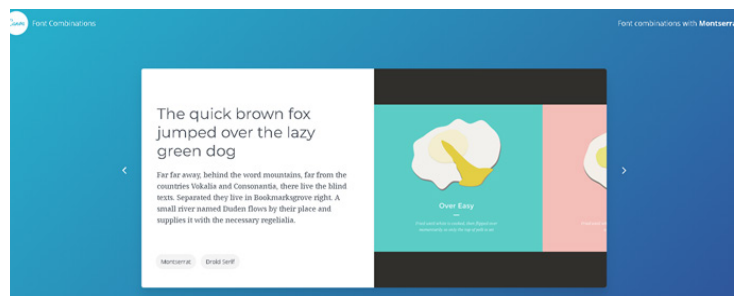 Font Combinations
Font combinations with Montserra
The quick brown fox
jumped over the lazy
green dog
Far far away, behind the word mountains, far from the
countries Vokalia and Consonantia, there live the blind
texts. Separated they live in Bookmarksgrove right. A
small river named Duden flows by their place and
supplies it with the necessary regelialia.
Montserrat
Droid Serif
Over Easy